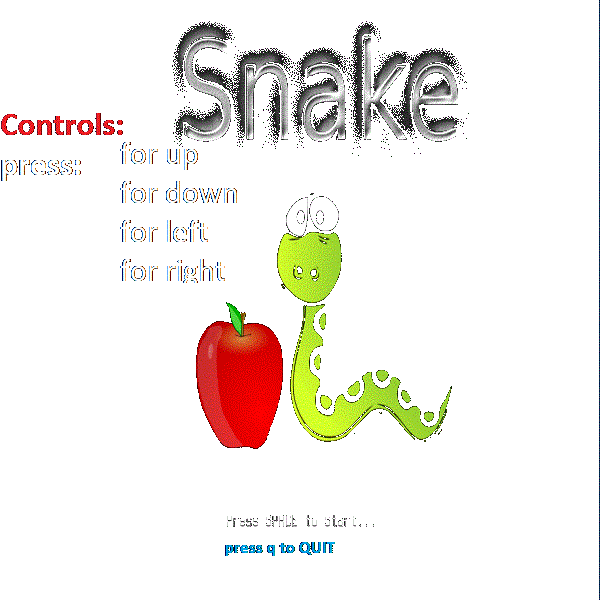 Snake
Controls:
press:
for up
for down
for left
for right
Press SPACE to start...
press q to QUIT